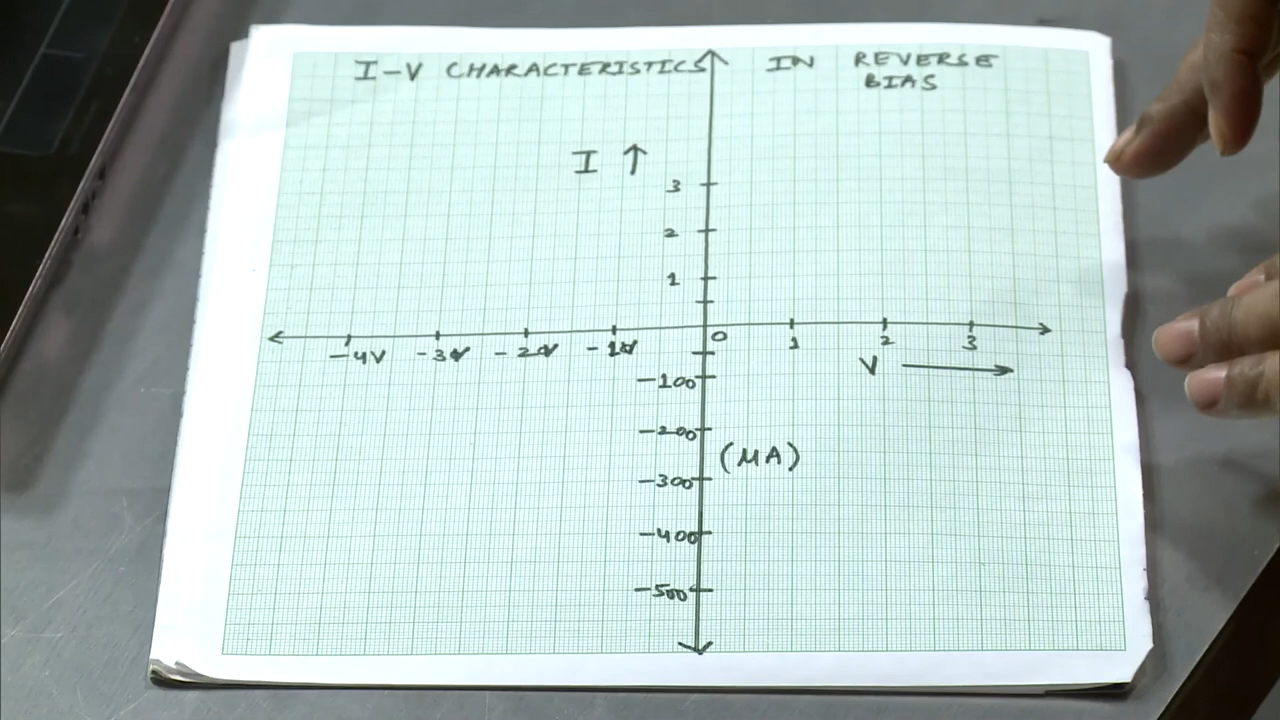 I-V CHARACTERISTICS IN REVERSE
BIAS
I ↑
3
2
1
-4V -3V -2V -1V 0 1 2 3
V →
-100
-200
(μA)
-300
-400
-500